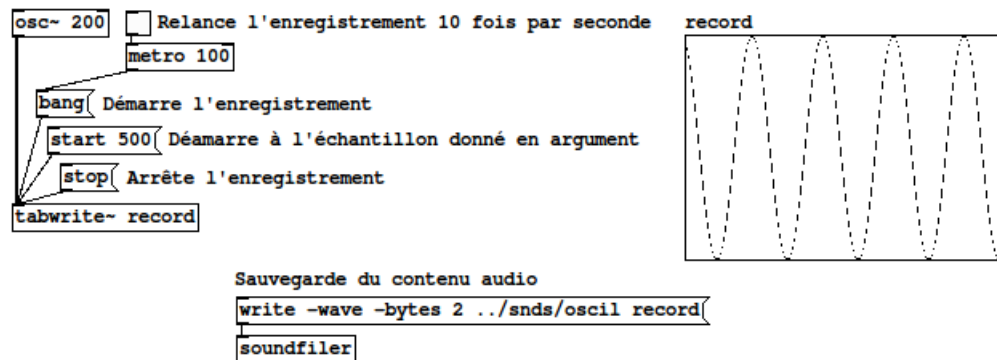 osc~ 200
Relance l'enregistrement 10 fois par seconde
record
metro 100
bang
Démarre l'enregistrement
start 500
Déamarre à l'échantillon donné en argument
stop
Arrête l'enregistrement
tabwrite~ record
Sauvegarde du contenu audio
write -wave -bytes 2 ../snds/oscil record
soundfiler